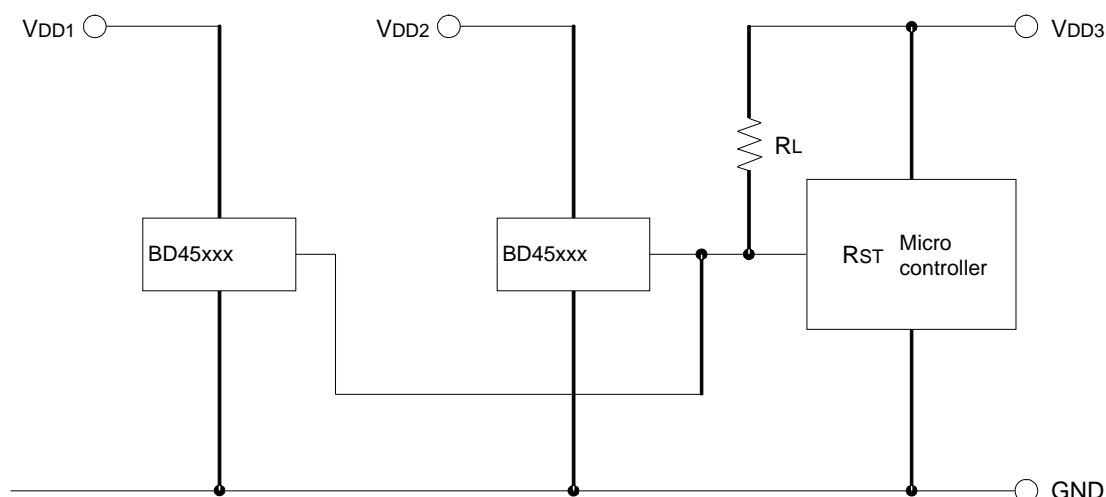 VDD1
VDD2
VDD3
RL
BD45xxx
BD45xxx
RST
Micro
controller
GND